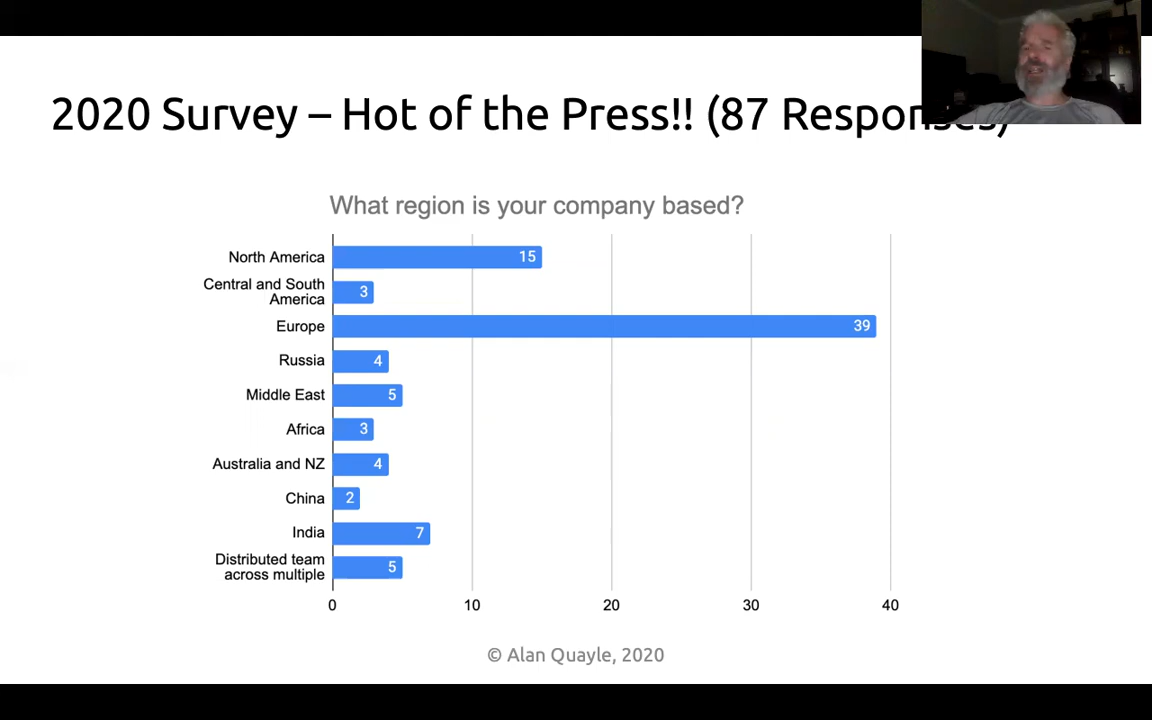 2020 Survey – Hot of the Press!! (87 Responses)
What region is your company based?
North America
15
Central and South
America
3
Europe
39
Russia
4
Middle East
5
Africa
3
Australia and NZ
4
China
2
India
7
Distributed team
across multiple
5
0 10 20 30 40
© Alan Quayle, 2020